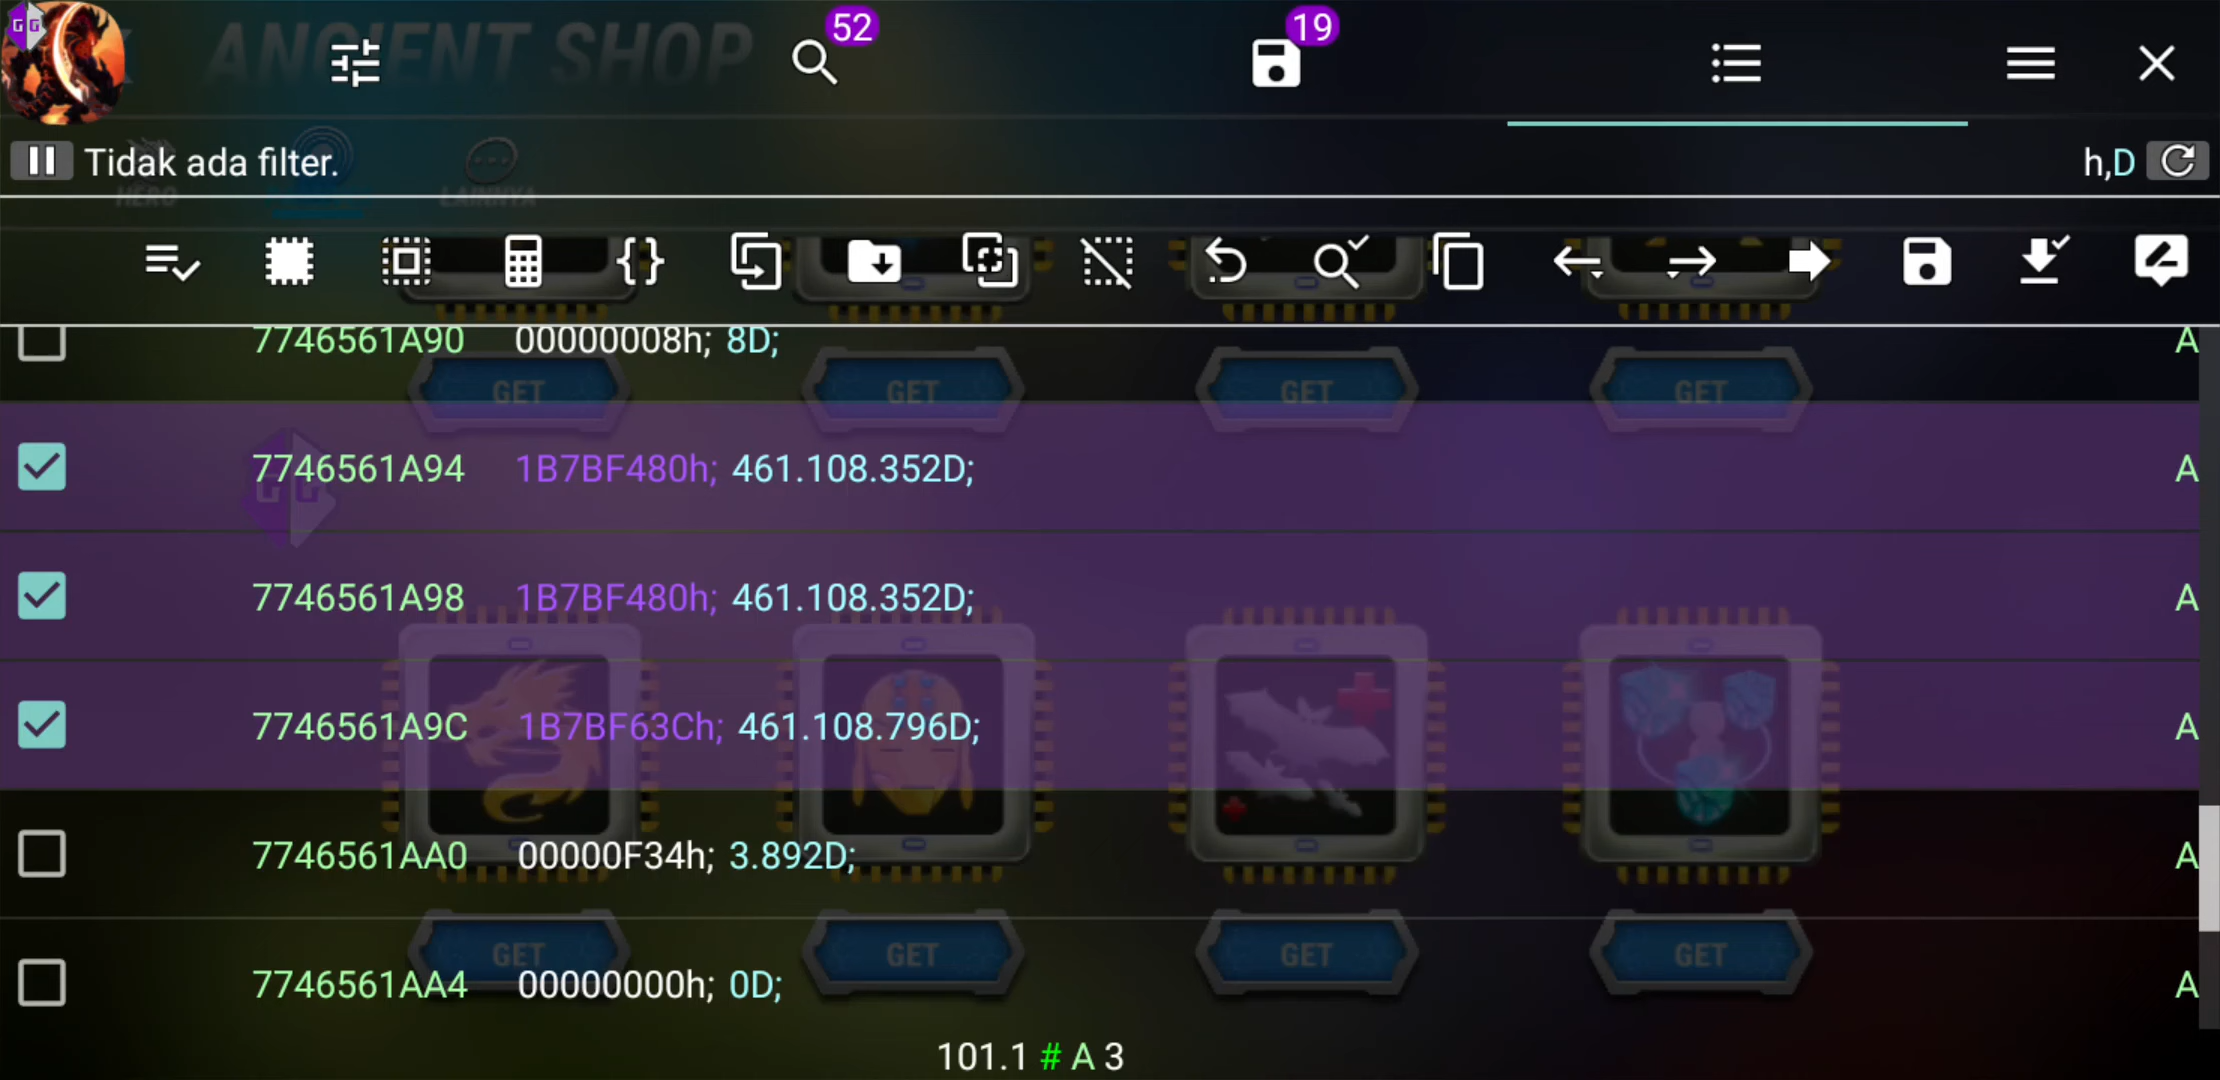 ANCIENT SHOP
52
19
Tidak ada filter.
h,D
HERO
LAINNYA
7746561A90 00000008h; 8D; A
GET GET GET GET
7746561A94 1B7BF480h; 461.108.352D; A
7746561A98 1B7BF480h; 461.108.352D; A
7746561A9C 1B7BF63Ch; 461.108.796D; A
7746561AA0 00000F34h; 3.892D; A
GET GET GET GET
7746561AA4 00000000h; 0D; A
101.1 # A 3